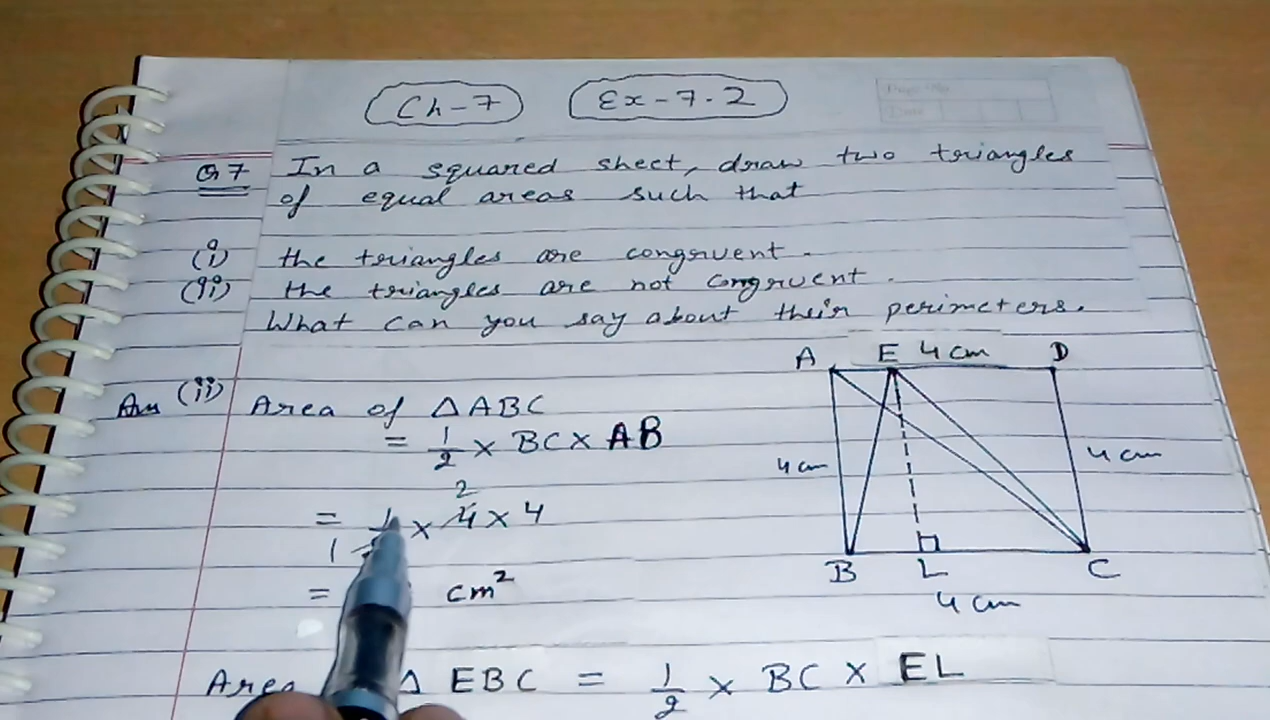 Ch-7 Ex-7.2
Q7 In a squared sheet, draw two triangles
of equal areas such that
(i) the triangles are congruent.
(ii) the triangles are not congruent.
What can you say about their perimeters.
A E 4 cm D
Ans (ii) Area of △ABC
= 1/2 × BC × AB
4 cm 4 cm
2
= 1 × 4 × 4
1
B L C
= cm²
4 cm
Area △ EBC = 1/2 × BC × EL